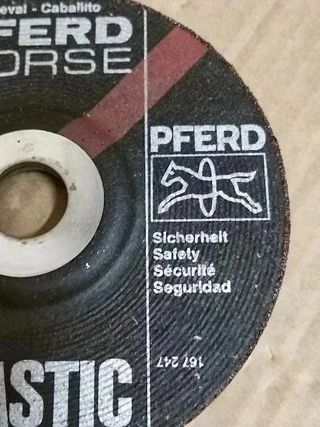 eval - Caballito
FERD
ORSE
PFERD
Sicherheit
Safety
Sécurité
Seguridad
167 247
ASTIC